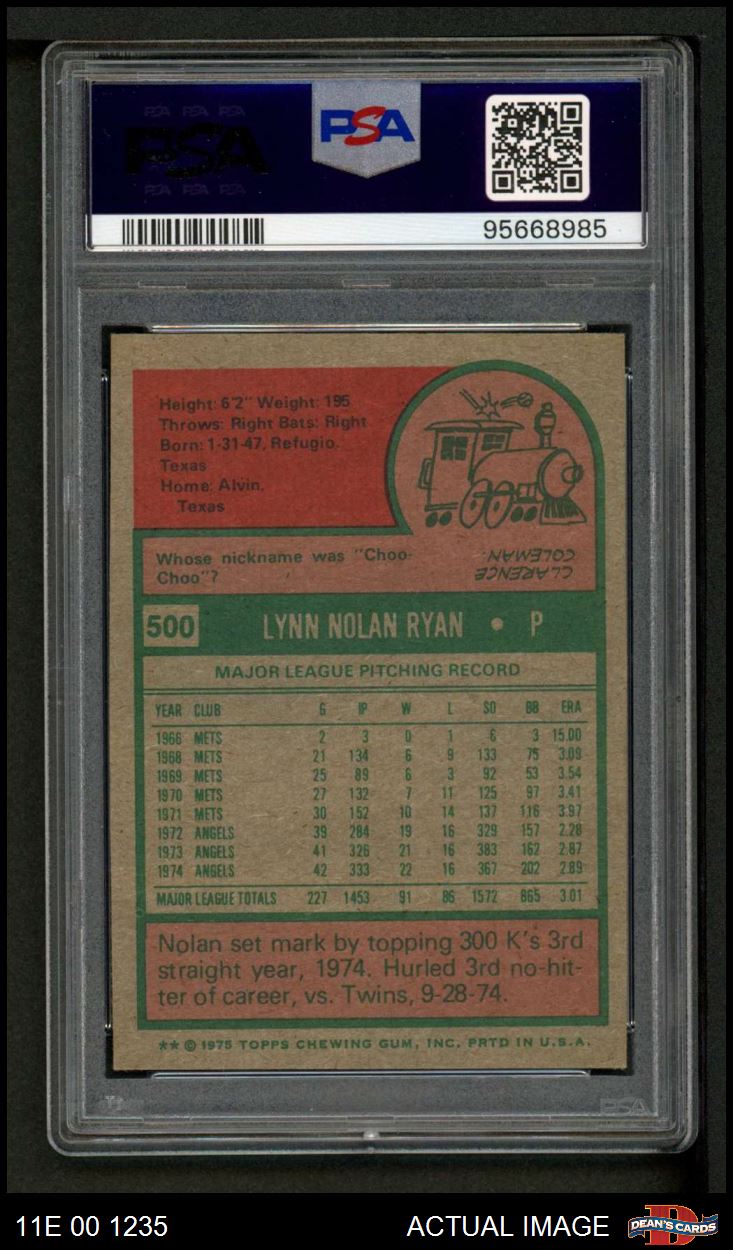 PSA PSA PSA
PSA
PSA PSA PSA
PSA
95668985
Height: 6'2" Weight: 195
Throws: Right Bats: Right
Born: 1-31-47, Refugio,
Texas
Home: Alvin,
Texas
Whose nickname was "Choo-
Choo"?
CLARENCE
COLEMAN.
500 LYNN NOLAN RYAN • P
MAJOR LEAGUE PITCHING RECORD
YEAR CLUB G IP W L SO BB ERA
1966 METS 2 3 0 1 6 3 15.00
1968 METS 21 134 6 9 133 75 3.09
1969 METS 25 89 6 3 92 53 3.54
1970 METS 27 132 7 11 125 97 3.41
1971 METS 30 152 10 14 137 116 3.97
1972 ANGELS 39 284 19 16 329 157 2.28
1973 ANGELS 41 326 21 16 383 162 2.87
1974 ANGELS 42 333 22 16 367 202 2.89
MAJOR LEAGUE TOTALS 227 1453 91 86 1572 865 3.01
Nolan set mark by topping 300 K's 3rd
straight year, 1974. Hurled 3rd no-hit-
ter of career, vs. Twins, 9-28-74.
** © 1975 TOPPS CHEWING GUM, INC. PRTD IN U.S.A.
PSA
11E 00 1235 ACTUAL IMAGE DEAN'S CARDS